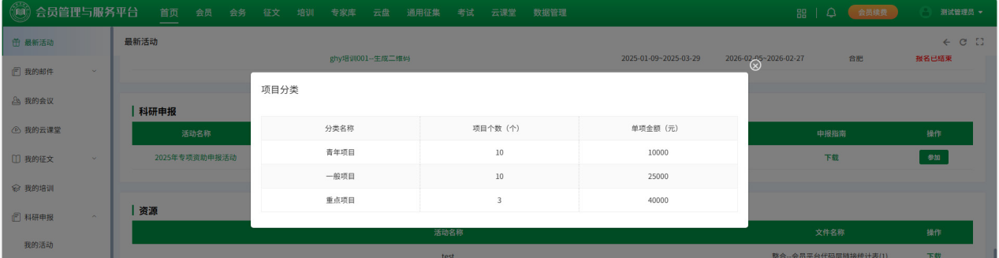 会员管理与服务平台 首页 会员 会务 征文 培训 专家库 云盘 通用征集 考试 云课堂 数据管理 会员续费 测试管理员
最新活动 最新活动
ghy培训001--生成二维码 2025-01-09~2025-03-29 2026-02-05~2026-02-27 合肥 报名已结束
我的邮件
项目分类
我的会议
科研申报
分类名称 项目个数（个） 单项金额（元）
我的云课堂 活动名称 申报指南 操作
青年项目 10 10000
我的征文 2025年专项资助申报活动 下载 参加
一般项目 10 25000
我的培训
重点项目 3 40000
资源
科研申报
活动名称 文件名称 操作
我的活动
test 整合--会员平台代码层链接统计表(1) 下载